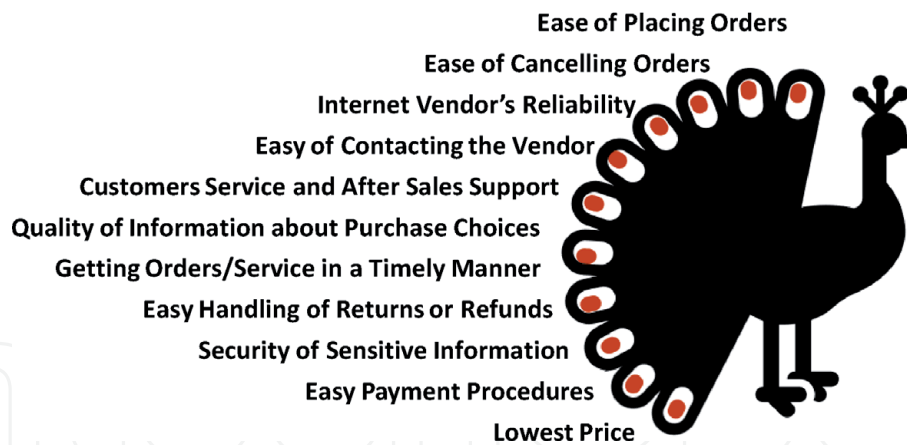 Ease of Placing Orders
Ease of Cancelling Orders
Internet Vendor's Reliability
Easy of Contacting the Vendor
Customers Service and After Sales Support
Quality of Information about Purchase Choices
Getting Orders/Service in a Timely Manner
Easy Handling of Returns or Refunds
Security of Sensitive Information
Easy Payment Procedures
Lowest Price